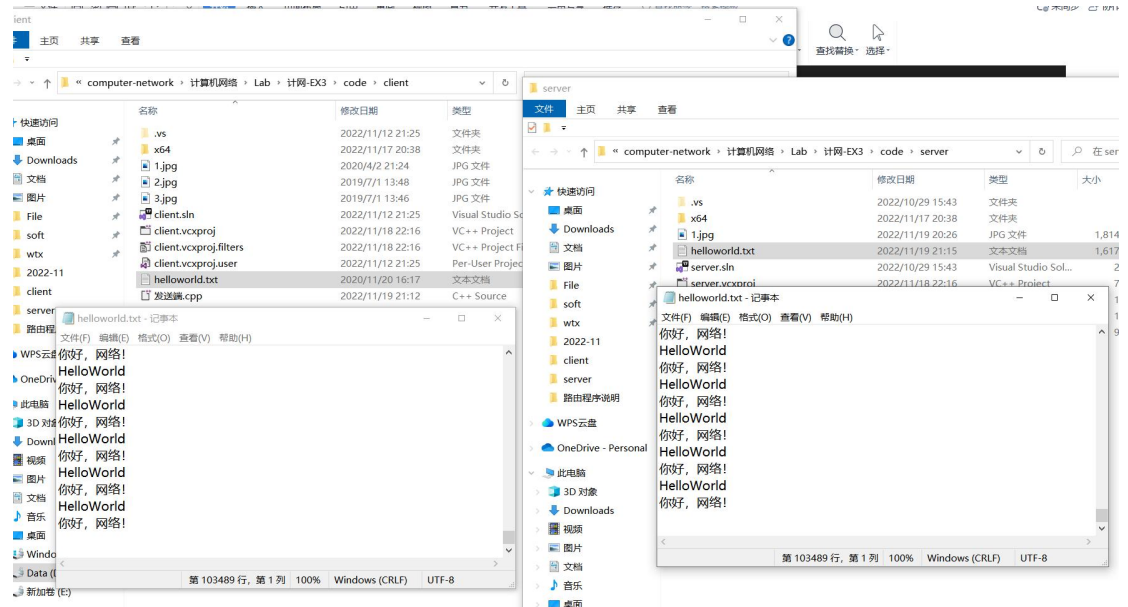 主页 共享 查看
computer-network › 计算机网络 › Lab › 计网-EX3 › code › client
名称 修改日期 类型
快速访问
桌面
Downloads
文档
图片
File
soft
wtx
2022-11
client
server
.vs 2022/11/12 21:25 文件夹
x64 2022/11/17 20:38 文件夹
1.jpg 2020/4/2 21:24 JPG 文件
2.jpg 2019/7/1 13:48 JPG 文件
3.jpg 2019/7/1 13:46 JPG 文件
client.sln 2022/11/12 21:25 Visual Studio
client.vcxproj 2022/11/18 22:16 VC++ Project
client.vcxproj.filters 2022/11/18 22:16 VC++ Project
client.vcxproj.user 2022/11/12 21:25 Per-User
helloworld.txt 2020/11/20 16:17 文本文档
发送端.cpp 2022/11/19 21:12 C++ Source
helloworld.txt - 记事本
文件(F) 编辑(E) 格式(O) 查看(V) 帮助(H)
你好，网络!
HelloWorld
你好，网络!
HelloWorld
你好，网络!
HelloWorld
你好，网络!
HelloWorld
你好，网络!
HelloWorld
你好，网络!
第 103489 行，第 1 列 100% Windows (CRLF) UTF-8
此电脑
视频
图片
文档
音乐
桌面
新加卷 (E:)
查找替换 选择
server
文件 主页 共享 查看
computer-network › 计算机网络 › Lab › 计网-EX3 › code › server
名称 修改日期 类型 大小
快速访问
桌面
Downloads
文档
图片
File
soft
wtx
2022-11
client
server
路由程序说明
WPS云盘
OneDrive - Personal
此电脑
3D 对象
Downloads
视频
图片
文档
音乐
桌面
.vs 2022/10/29 15:43 文件夹
x64 2022/11/17 20:38 文件夹
1.jpg 2022/11/19 20:26 JPG 文件 1,814
helloworld.txt 2022/11/19 21:15 文本文档 1,617
server.sln 2022/10/29 15:43 Visual Studio Sol... 2
server.vcxproj 2022/11/18 22:16 VC++ Project 7
helloworld.txt - 记事本
文件(F) 编辑(E) 格式(O) 查看(V) 帮助(H)
你好，网络!
HelloWorld
你好，网络!
HelloWorld
你好，网络!
HelloWorld
你好，网络!
HelloWorld
你好，网络!
HelloWorld
你好，网络!
第 103489 行，第 1 列 100% Windows (CRLF) UTF-8